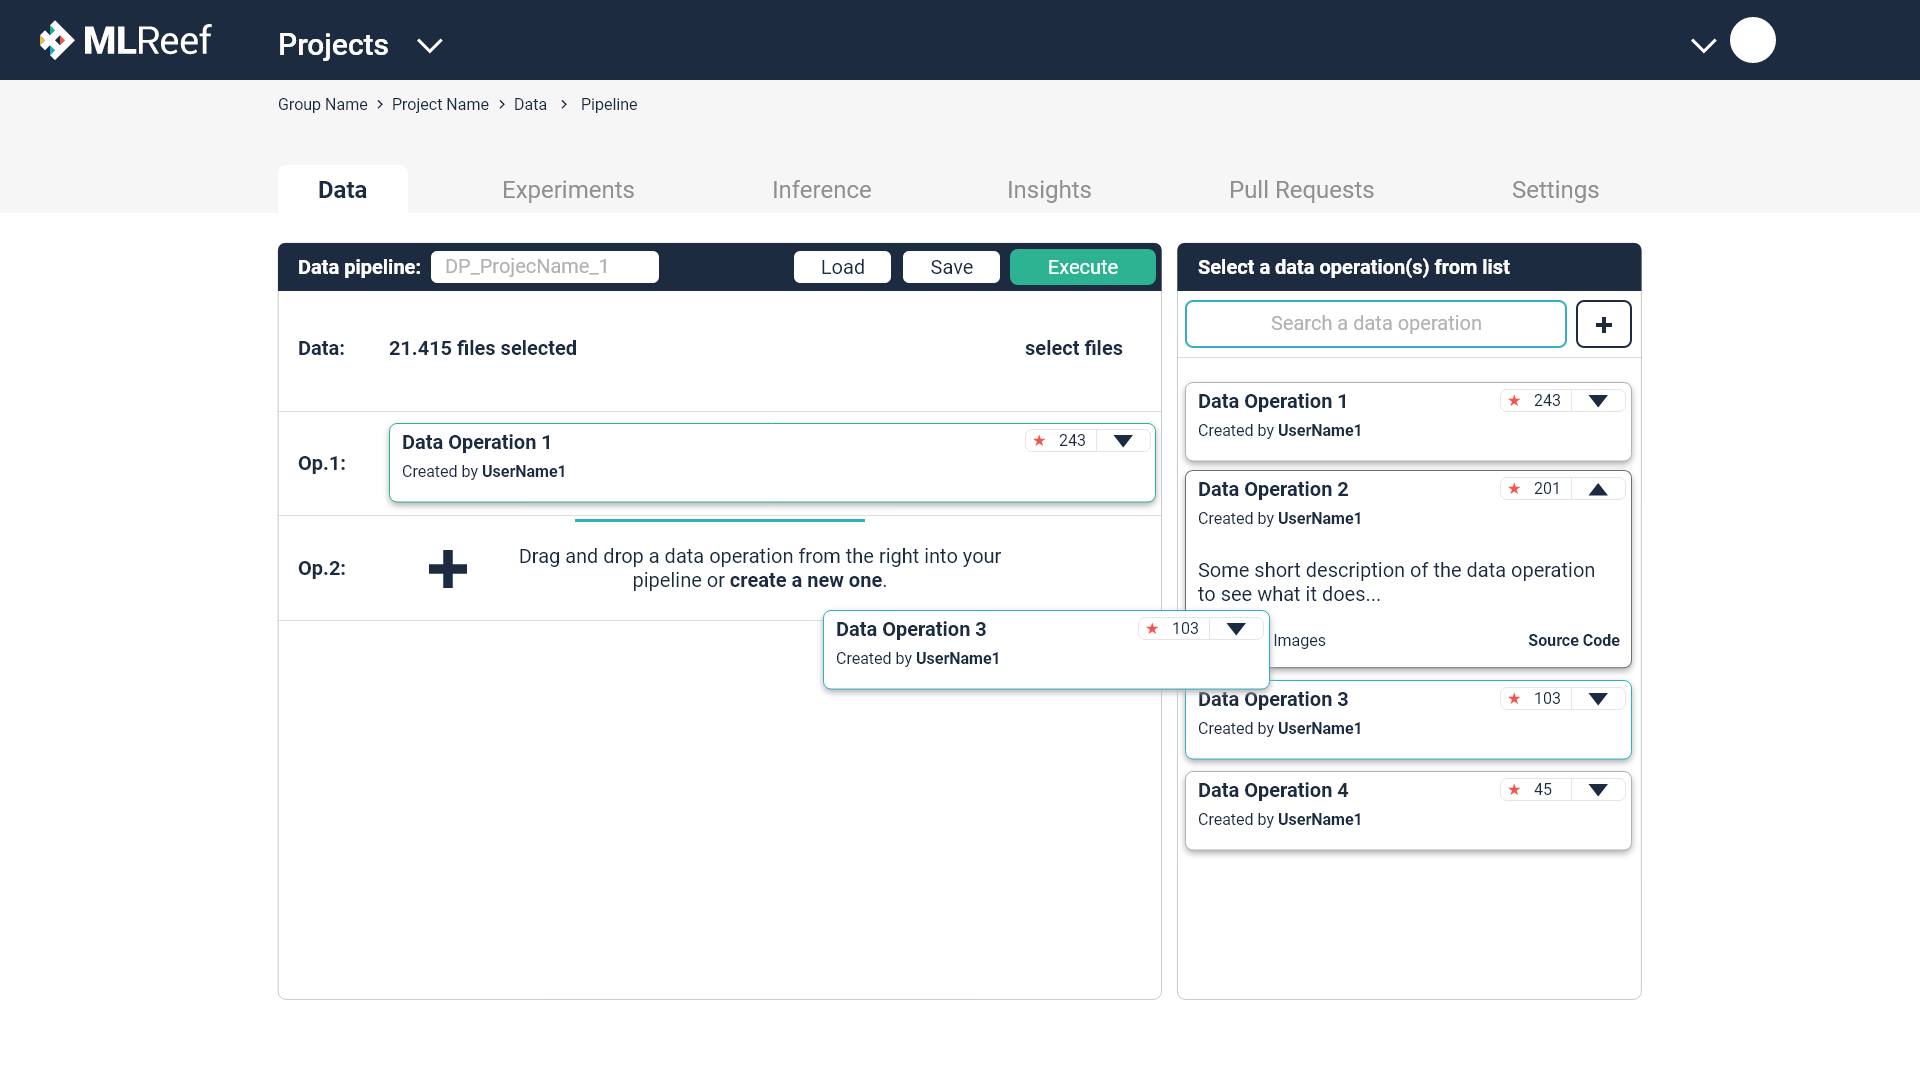 MLReef
Projects
Group Name > Project Name > Data > Pipeline
Data
Experiments
Inference
Insights
Pull Requests
Settings
Data pipeline:
DP_ProjecName_1
Load
Save
Execute
Data:
21.415 files selected
select files
Op.1:
Data Operation 1
★ 243
Created by UserName1
Op.2:
Drag and drop a data operation from the right into your
pipeline or create a new one.
Data Operation 3
★ 103
Created by UserName1
Select a data operation(s) from list
Search a data operation
Data Operation 1
★ 243
Created by UserName1
Data Operation 2
★ 201
Created by UserName1
Some short description of the data operation
to see what it does...
Images
Source Code
Data Operation 3
★ 103
Created by UserName1
Data Operation 4
★ 45
Created by UserName1